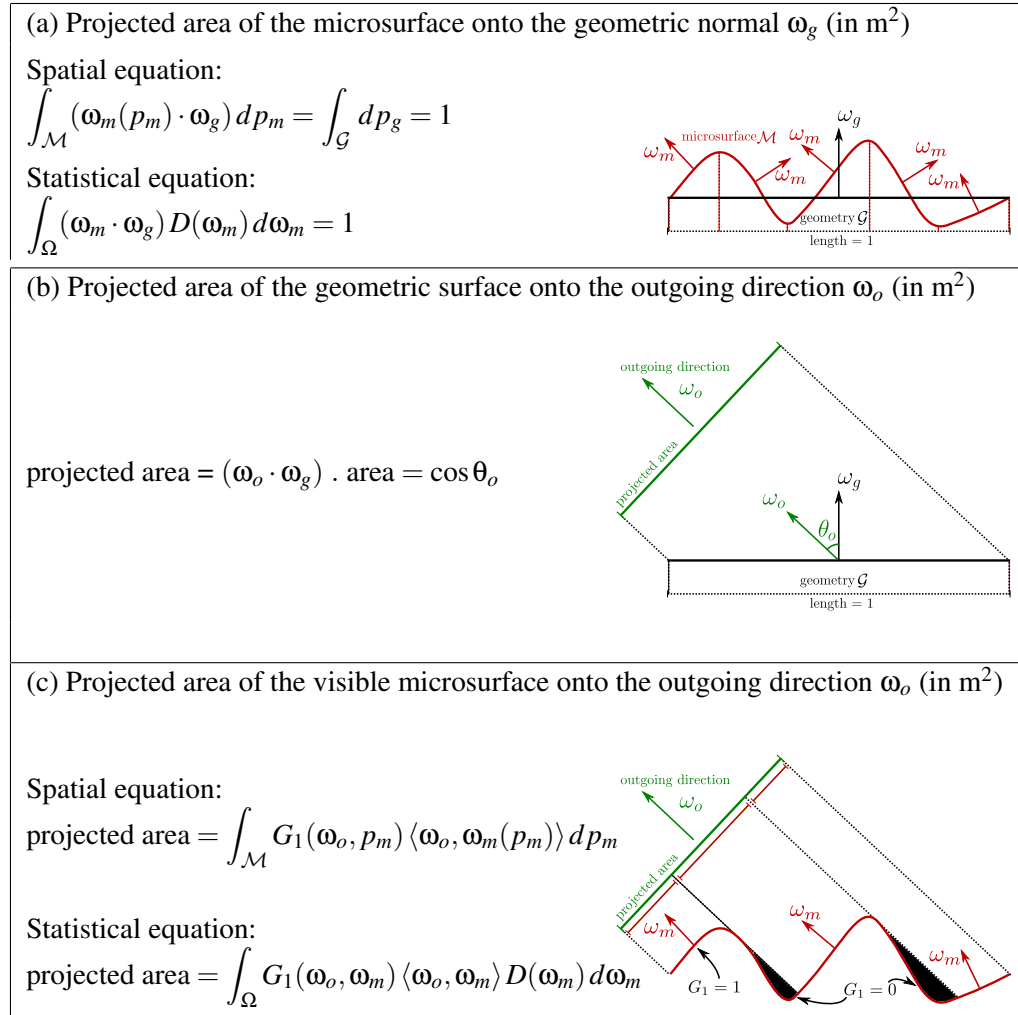 (a) Projected area of the microsurface onto the geometric normal ω_g (in m²)
Spatial equation:
∫_ℳ (ω_m(p_m) · ω_g) dp_m = ∫_𝒢 dp_g = 1
Statistical equation:
∫_Ω (ω_m · ω_g) D(ω_m) dω_m = 1
microsurface ℳ
ω_g
ω_m
ω_m
ω_m
ω_m
ω_m
geometry 𝒢
length = 1
(b) Projected area of the geometric surface onto the outgoing direction ω_o (in m²)
projected area = (ω_o · ω_g) . area = cos θ_o
outgoing direction
ω_o
projected area
ω_g
ω_o
θ_o
geometry 𝒢
length = 1
(c) Projected area of the visible microsurface onto the outgoing direction ω_o (in m²)
Spatial equation:
projected area = ∫_ℳ G₁(ω_o, p_m) ⟨ω_o, ω_m(p_m)⟩ dp_m
Statistical equation:
projected area = ∫_Ω G₁(ω_o, ω_m) ⟨ω_o, ω_m⟩ D(ω_m) dω_m
outgoing direction
ω_o
projected area
ω_m
ω_m
ω_m
G₁ = 1
G₁ = 0